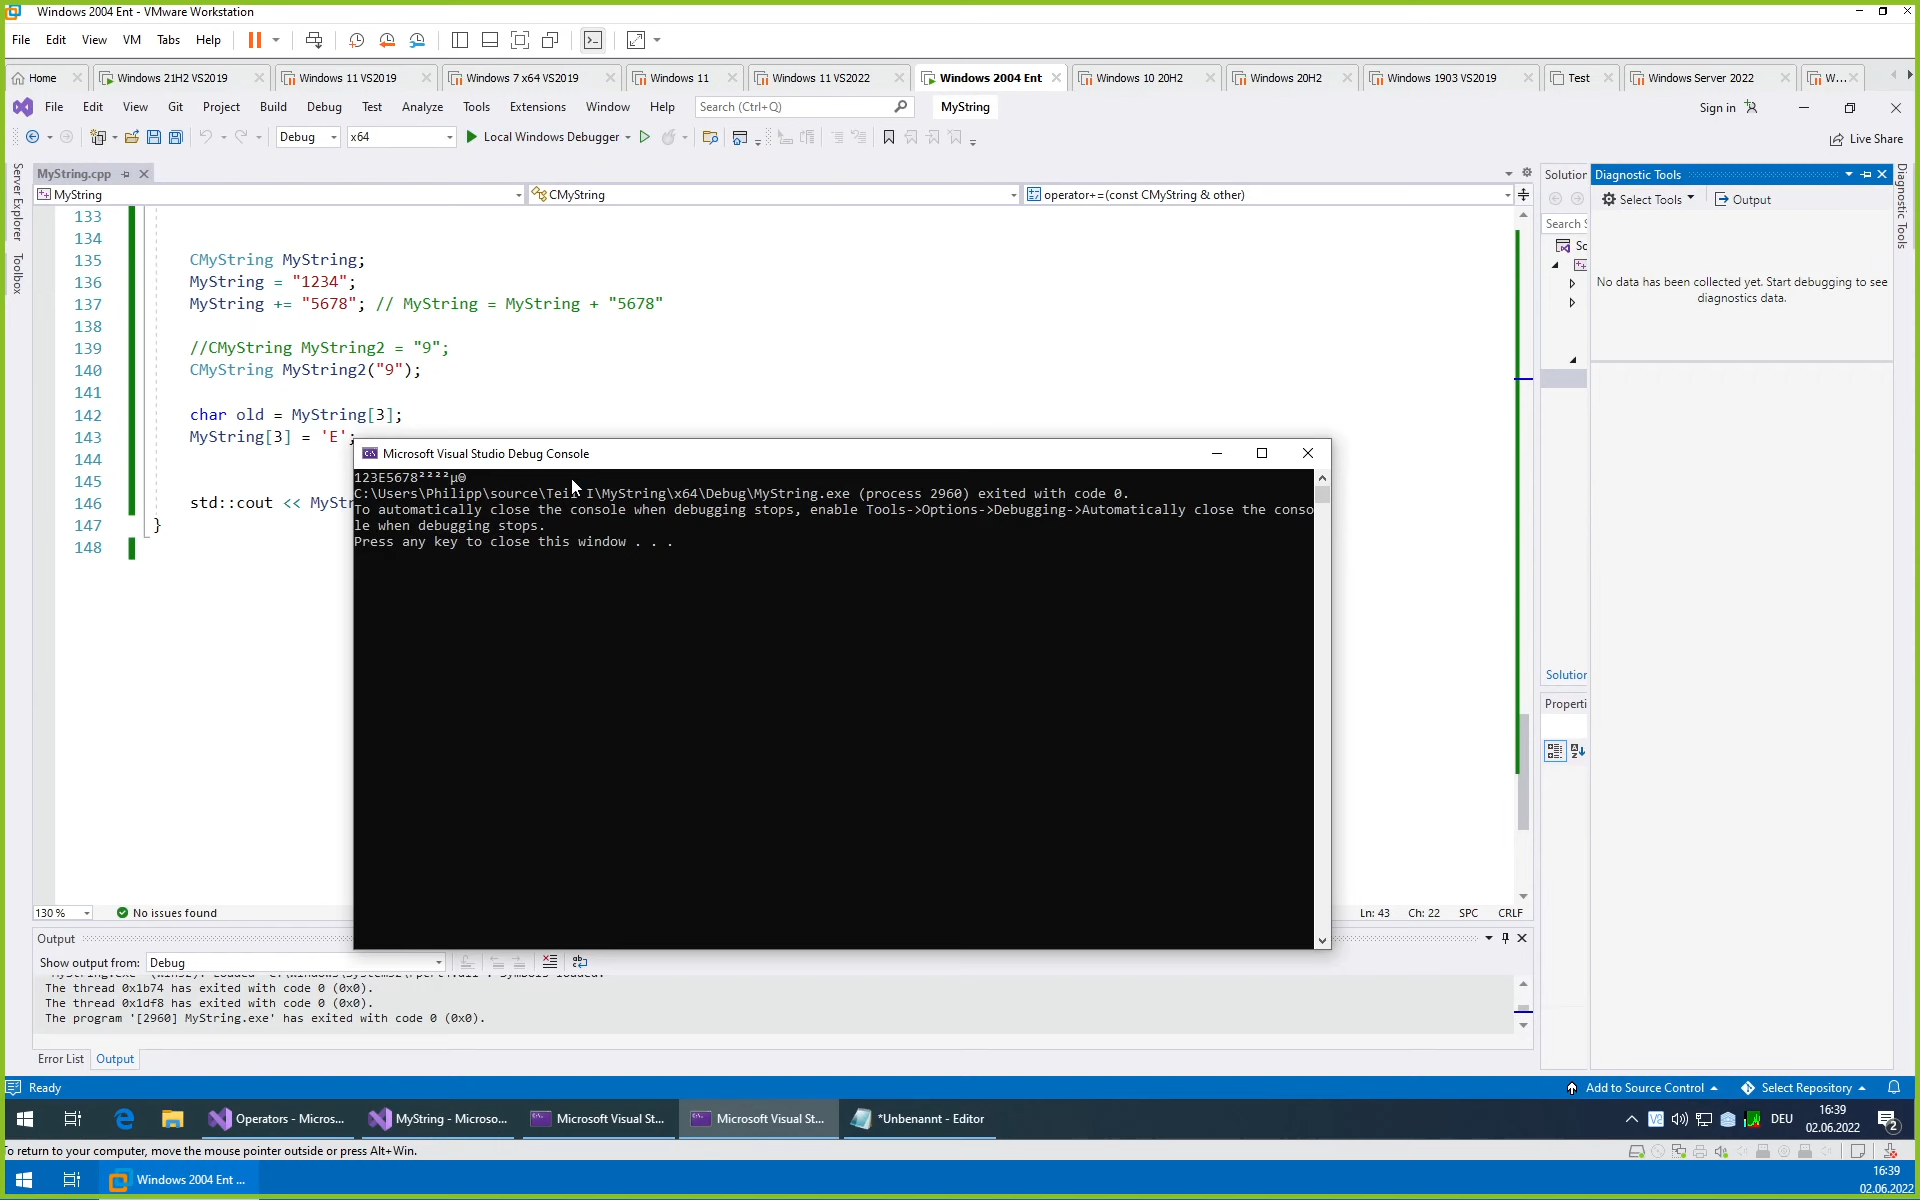 Windows 2004 Ent - VMware Workstation
File Edit View VM Tabs Help
Home Windows 21H2 VS2019 Windows 11 VS2019 Windows 7 x64 VS2019 Windows 11 Windows 11 VS2022 Windows 2004 Ent Windows 10 20H2 Windows 20H2 Windows 1903 VS2019 Test Windows Server 2022 W...
File Edit View Git Project Build Debug Test Analyze Tools Extensions Window Help Search (Ctrl+Q) MyString Sign in
Debug x64 Local Windows Debugger Live Share
Server Explorer
Toolbox
MyString.cpp
MyString CMyString operator+=(const CMyString & other)
133
134
135 CMyString MyString;
136 MyString = "1234";
137 MyString += "5678"; // MyString = MyString + "5678"
138
139 //CMyString MyString2 = "9";
140 CMyString MyString2("9");
141
142 char old = MyString[3];
143 MyString[3] = 'E';
144
145
146 std::cout << MyStr
147 }
148
Microsoft Visual Studio Debug Console
123E5678²²²²µ
C:\Users\Philipp\source\Teil I\MyString\x64\Debug\MyString.exe (process 2960) exited with code 0.
To automatically close the console when debugging stops, enable Tools->Options->Debugging->Automatically close the conso
le when debugging stops.
Press any key to close this window . . .
130 % No issues found Ln: 43 Ch: 22 SPC CRLF
Output
Show output from: Debug
The thread 0x1b74 has exited with code 0 (0x0).
The thread 0x1df8 has exited with code 0 (0x0).
The program '[2960] MyString.exe' has exited with code 0 (0x0).
Error List Output
Solution
Search S
Sc
Solution
Properti
Diagnostic Tools
Select Tools Output
No data has been collected yet. Start debugging to see
diagnostics data.
Diagnostic Tools
Ready Add to Source Control Select Repository
Operators - Micros... MyString - Microso... Microsoft Visual St... Microsoft Visual St... *Unbenannt - Editor DEU 16:39
02.06.2022 2
To return to your computer, move the mouse pointer outside or press Alt+Win.
Windows 2004 Ent ... 16:39
02.06.2022